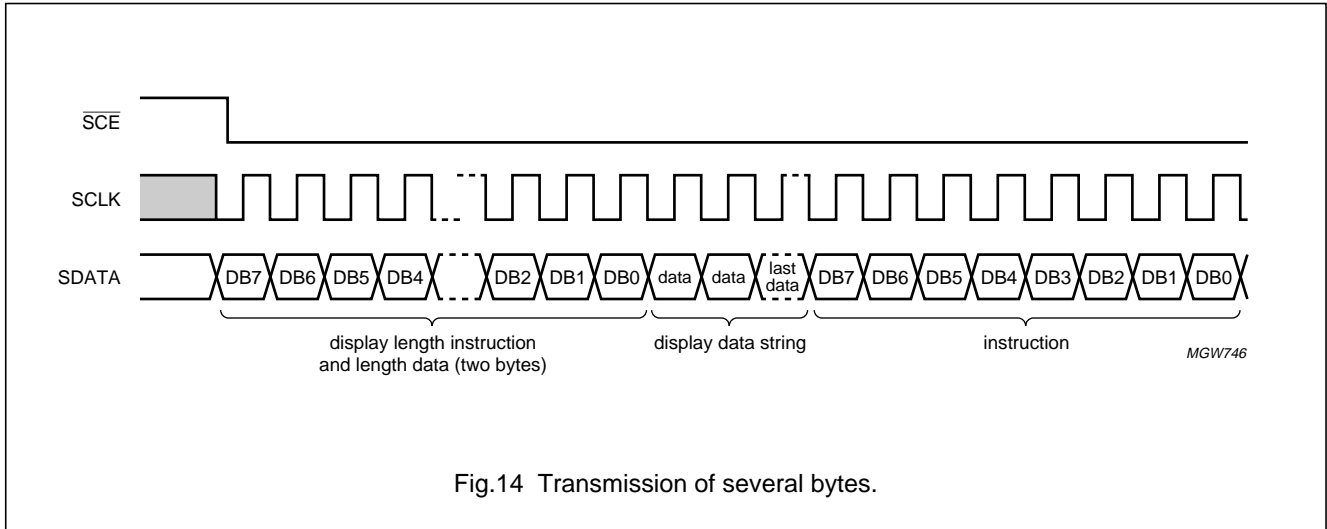 SCE
SCLK
SDATA DB7 DB6 DB5 DB4 DB2 DB1 DB0 data data last data DB7 DB6 DB5 DB4 DB3 DB2 DB1 DB0
display length instruction
and length data (two bytes)
display data string
instruction
MGW746
Fig.14 Transmission of several bytes.